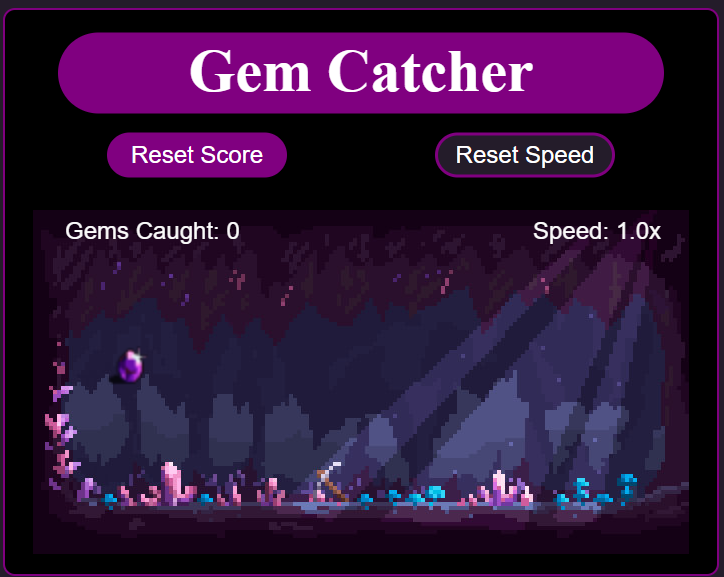 Gem Catcher
Reset Score
Reset Speed
Gems Caught: 0
Speed: 1.0x